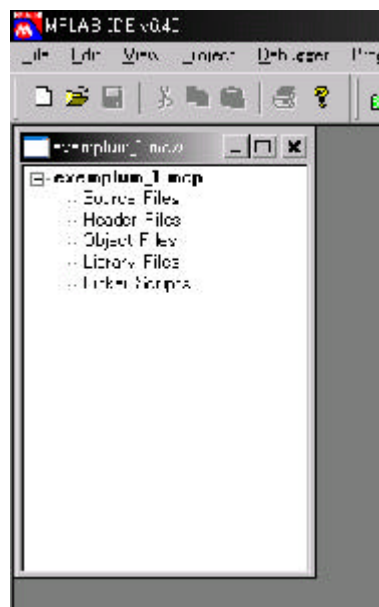 MPLAB IDE v6.40
File Edit View Project Debugger
exemplum_1.mcw
exemplum_1.mcp
Source Files
Header Files
Object Files
Library Files
Linker Scripts